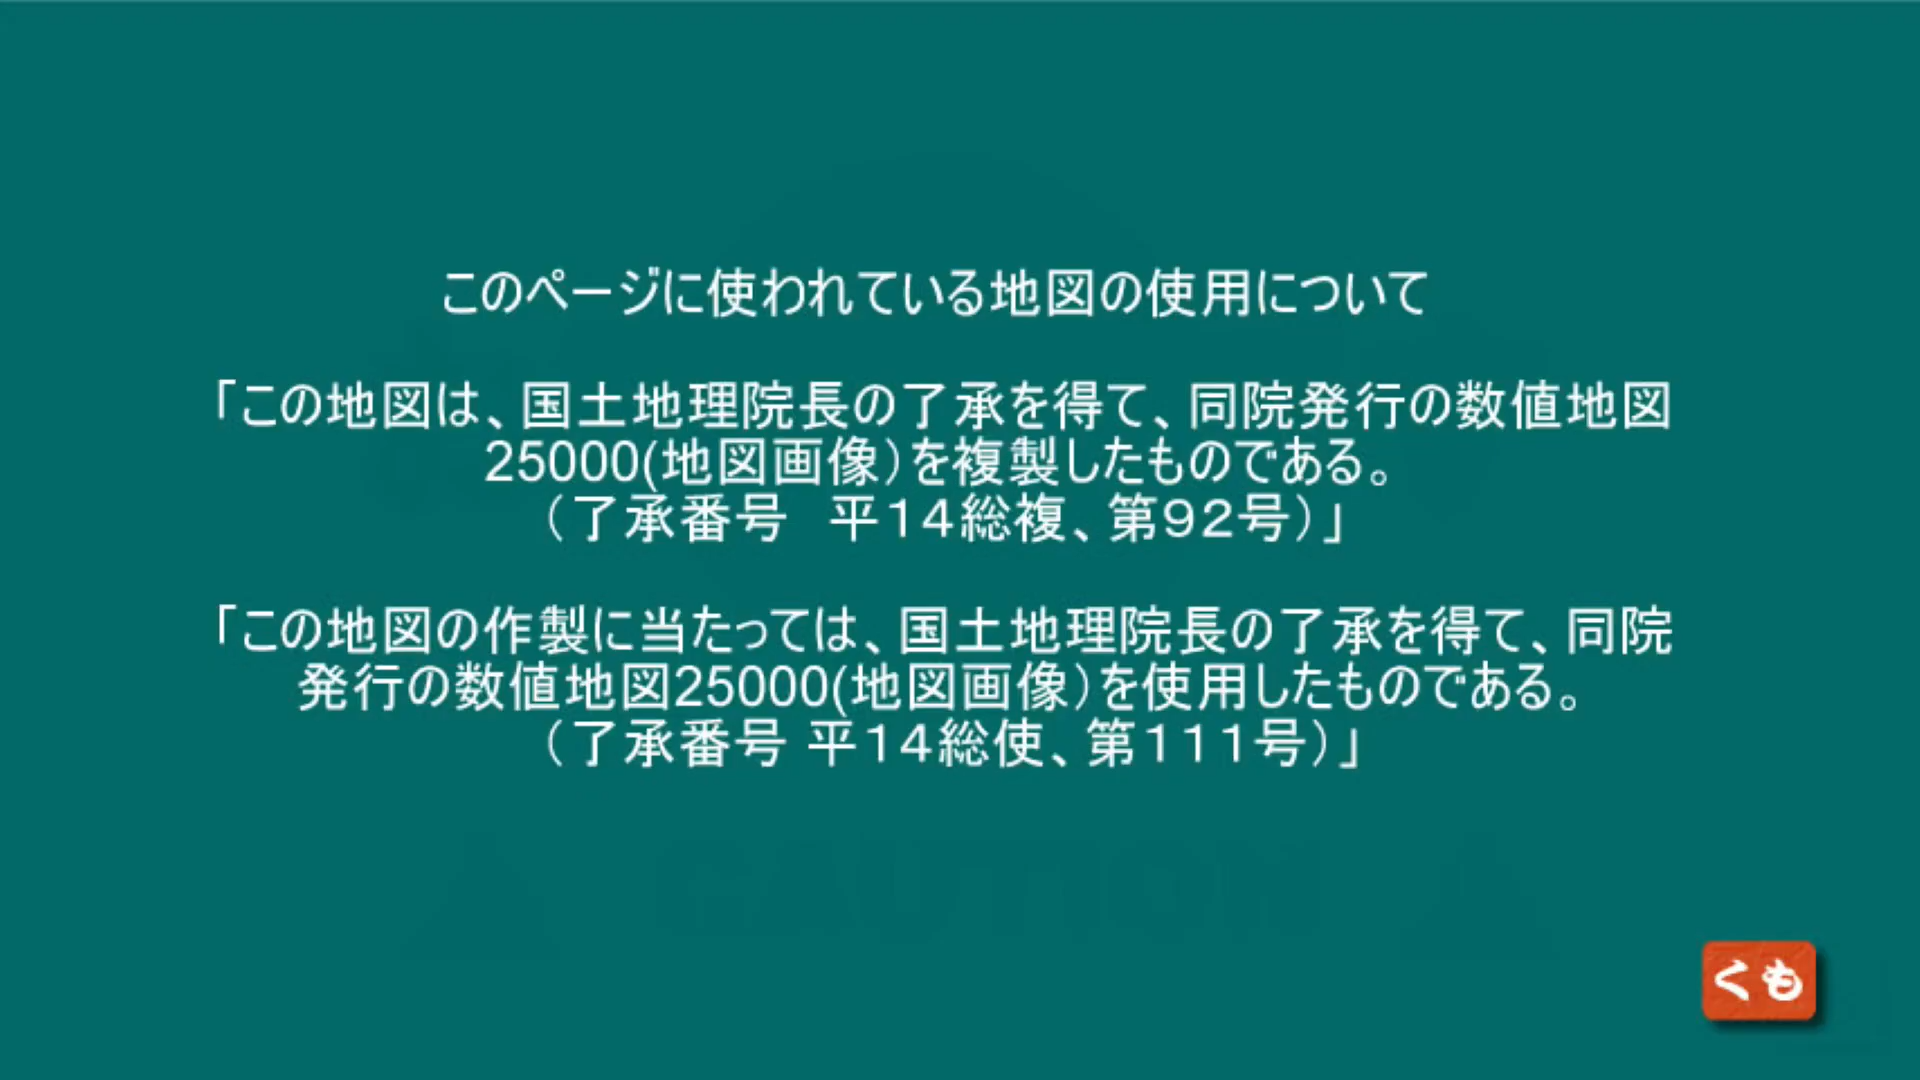 このページに使われている地図の使用について
「この地図は、国土地理院長の了承を得て、同院発行の数値地図
25000(地図画像）を複製したものである。
（了承番号　平１４総複、第９２号）」
「この地図の作製に当たっては、国土地理院長の了承を得て、同院
発行の数値地図25000(地図画像）を使用したものである。
（了承番号 平１４総使、第１１１号）」
くも